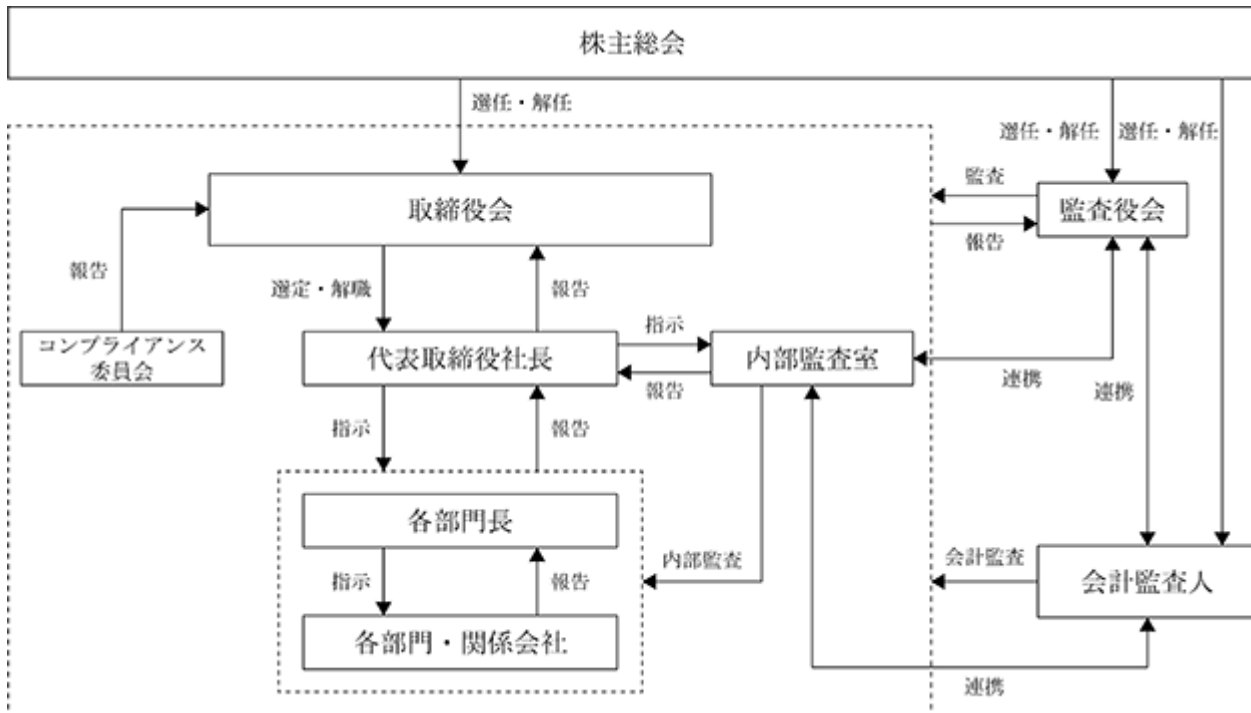 株主総会
選任・解任
選任・解任
選任・解任
監査
取締役会
監査役会
報告
報告
選定・解職
報告
コンプライアンス
委員会
代表取締役社長
指示
報告
内部監査室
連携
連携
指示
報告
各部門長
内部監査
会計監査
会計監査人
指示
報告
各部門・関係会社
連携